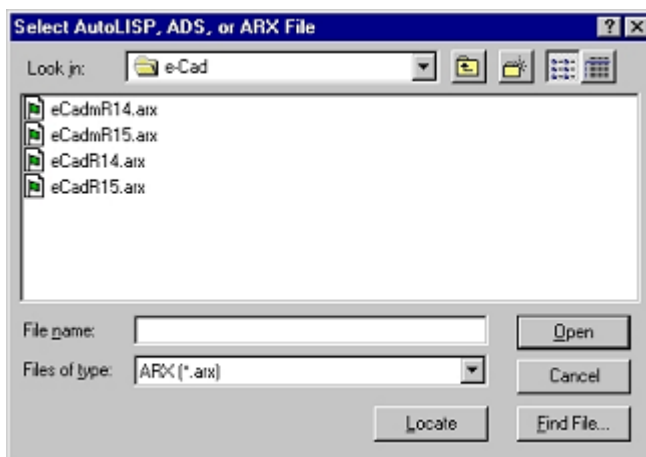 Select AutoLISP, ADS, or ARX File
Look in: e-Cad
eCadmR14.arx
eCadmR15.arx
eCadR14.arx
eCadR15.arx
File name: Open
Files of type: ARX (*.arx) Cancel
Locate Find File...